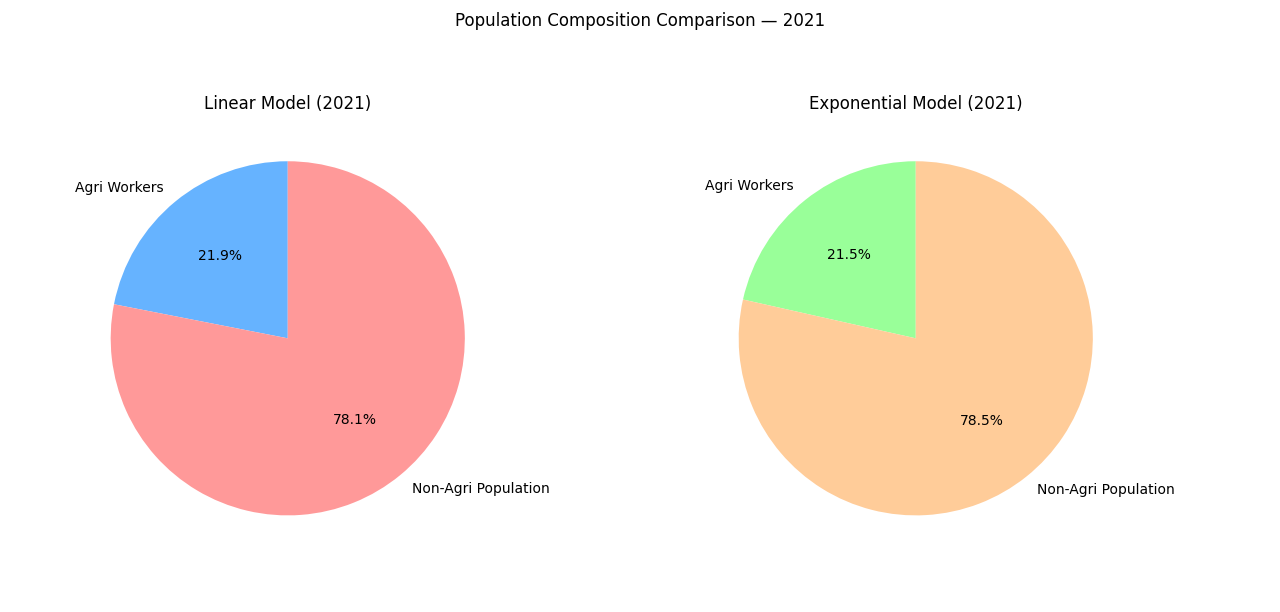 Population Composition Comparison — 2021
Linear Model (2021)
Agri Workers
21.9%
78.1%
Non-Agri Population
Exponential Model (2021)
Agri Workers
21.5%
78.5%
Non-Agri Population